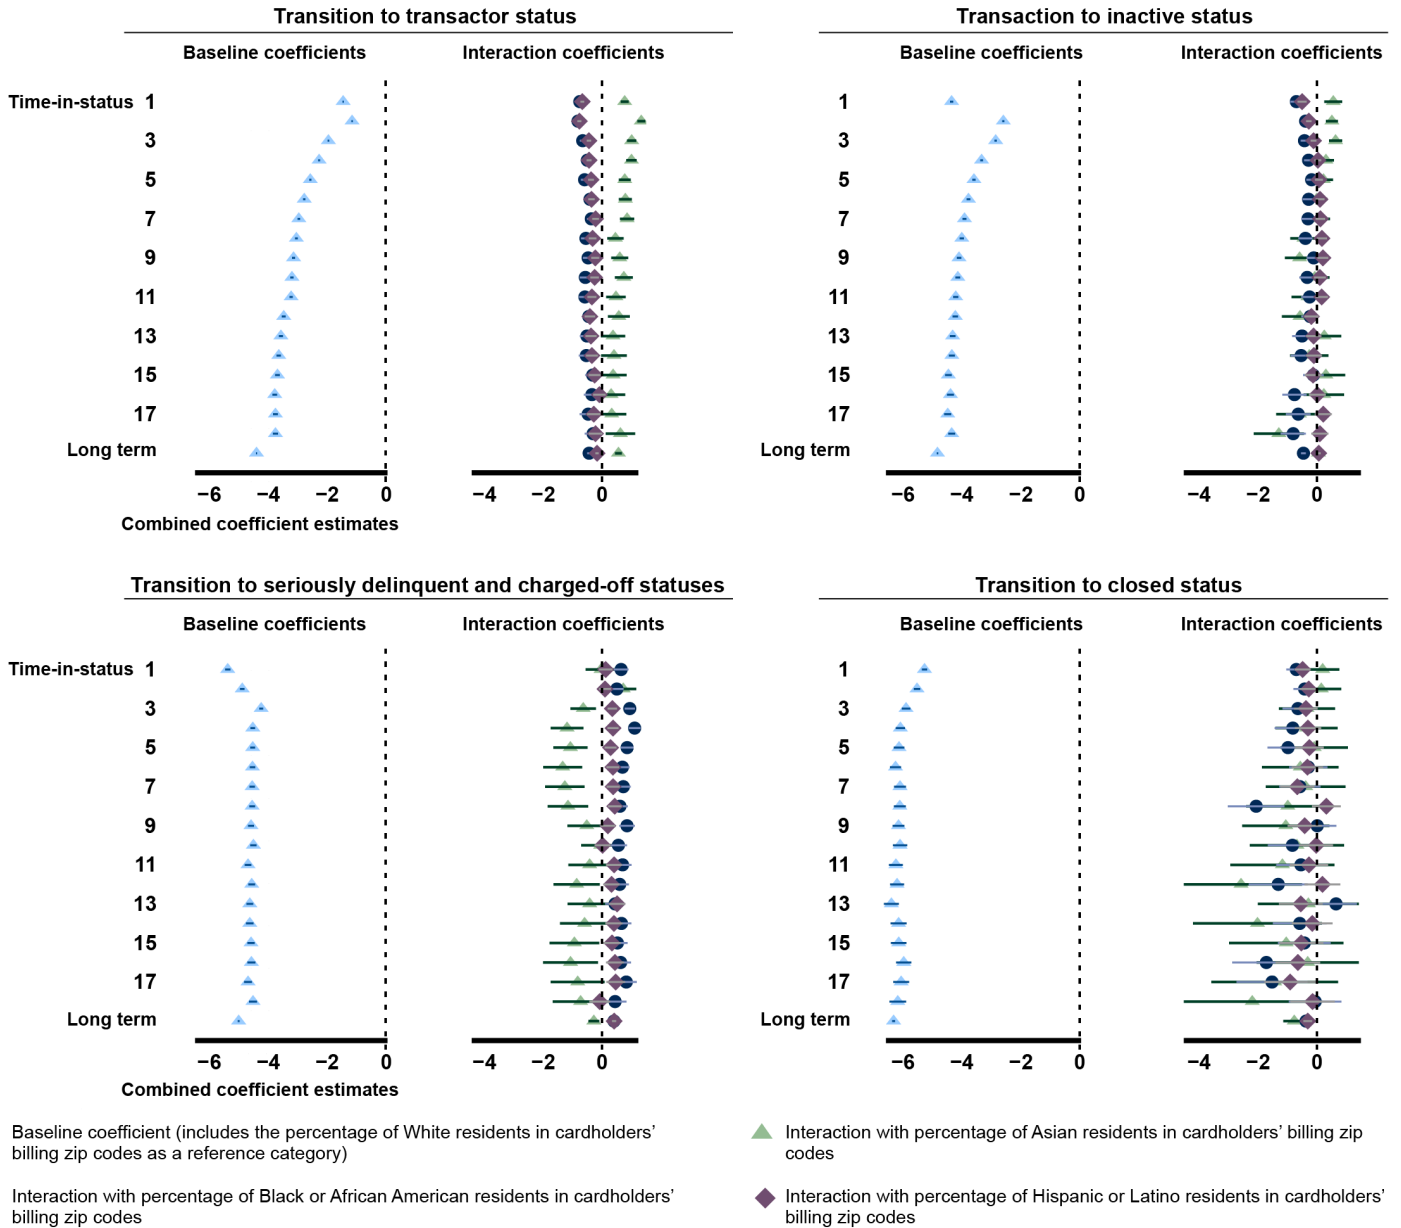 Transition to transactor status
Transaction to inactive status
Baseline coefficients
Interaction coefficients
Baseline coefficients
Interaction coefficients
Time-in-status 1
3
5
7
9
11
13
15
17
Long term
1
3
5
7
9
11
13
15
17
Long term
−6 −4 −2 0
−4 −2 0
−6 −4 −2 0
−4 −2 0
Combined coefficient estimates
Transition to seriously delinquent and charged-off statuses
Transition to closed status
Baseline coefficients
Interaction coefficients
Baseline coefficients
Interaction coefficients
Time-in-status 1
3
5
7
9
11
13
15
17
Long term
1
3
5
7
9
11
13
15
17
Long term
−6 −4 −2 0
−4 −2 0
−6 −4 −2 0
−4 −2 0
Combined coefficient estimates
Baseline coefficient (includes the percentage of White residents in cardholders’
billing zip codes as a reference category)
Interaction with percentage of Asian residents in cardholders’ billing zip
codes
Interaction with percentage of Black or African American residents in cardholders’
billing zip codes
Interaction with percentage of Hispanic or Latino residents in cardholders’
billing zip codes